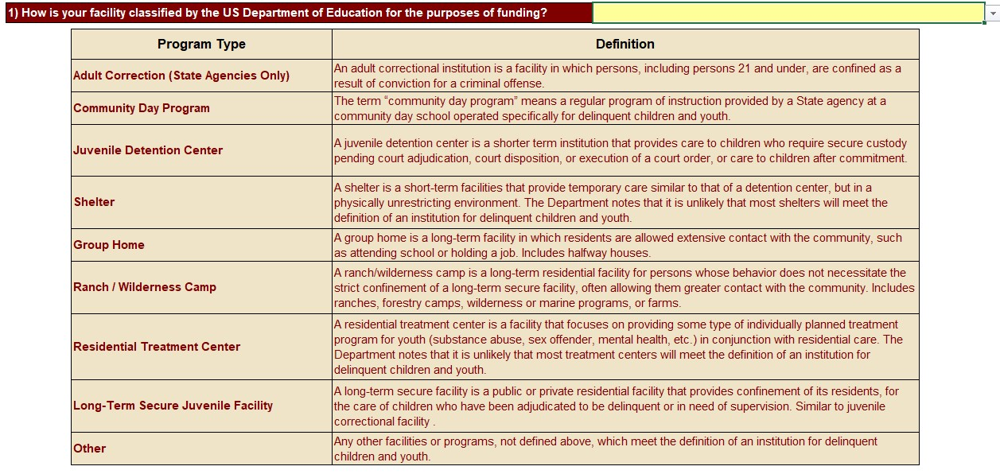 1) How is your facility classified by the US Department of Education for the purposes of funding?
Program Type
Definition
Adult Correction (State Agencies Only)
An adult correctional institution is a facility in which persons, including persons 21 and under, are confined as a
result of conviction for a criminal offense.
Community Day Program
The term “community day program” means a regular program of instruction provided by a State agency at a
community day school operated specifically for delinquent children and youth.
Juvenile Detention Center
A juvenile detention center is a shorter term institution that provides care to children who require secure custody
pending court adjudication, court disposition, or execution of a court order, or care to children after commitment.
Shelter
A shelter is a short-term facilities that provide temporary care similar to that of a detention center, but in a
physically unrestricting environment. The Department notes that it is unlikely that most shelters will meet the
definition of an institution for delinquent children and youth.
Group Home
A group home is a long-term facility in which residents are allowed extensive contact with the community, such
as attending school or holding a job. Includes halfway houses.
Ranch / Wilderness Camp
A ranch/wilderness camp is a long-term residential facility for persons whose behavior does not necessitate the
strict confinement of a long-term secure facility, often allowing them greater contact with the community. Includes
ranches, forestry camps, wilderness or marine programs, or farms.
Residential Treatment Center
A residential treatment center is a facility that focuses on providing some type of individually planned treatment
program for youth (substance abuse, sex offender, mental health, etc.) in conjunction with residential care. The
Department notes that it is unlikely that most treatment centers will meet the definition of an institution for
delinquent children and youth.
Long-Term Secure Juvenile Facility
A long-term secure facility is a public or private residential facility that provides confinement of its residents, for
the care of children who have been adjudicated to be delinquent or in need of supervision. Similar to juvenile
correctional facility .
Other
Any other facilities or programs, not defined above, which meet the definition of an institution for delinquent
children and youth.